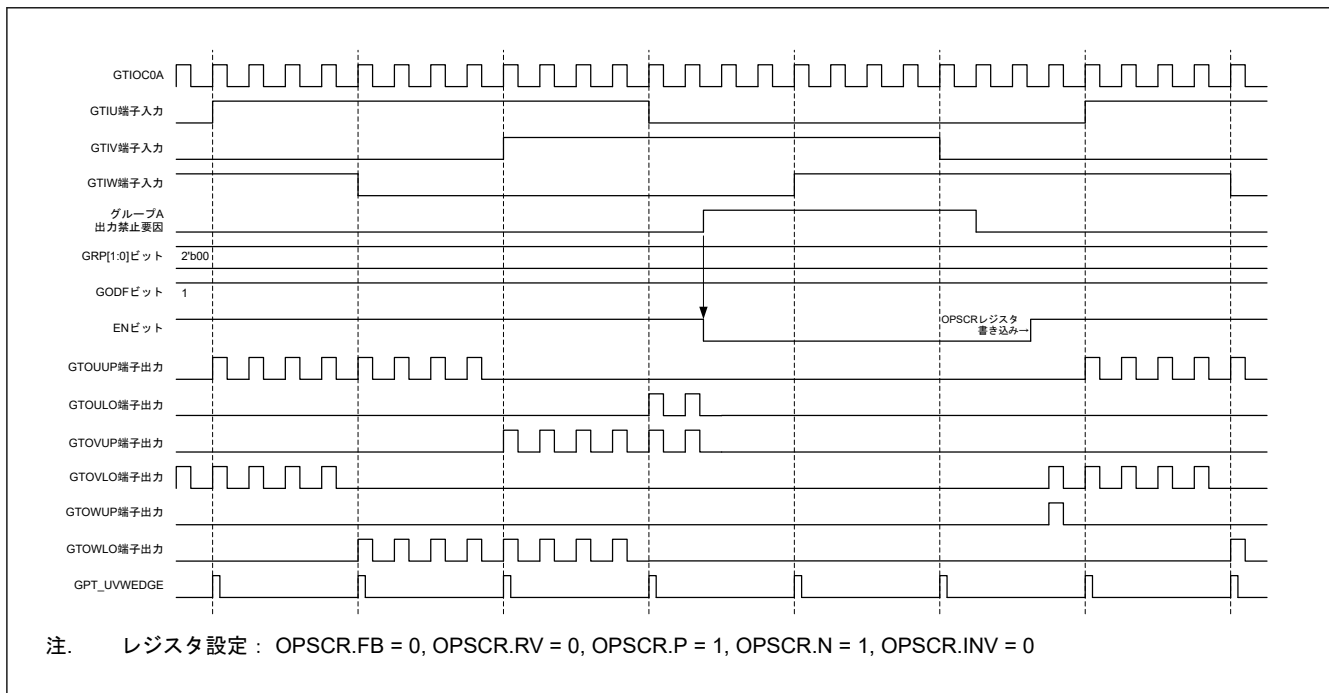 GTIOC0A
GTIU端子入力
GTIV端子入力
GTIW端子入力
グループA
出力禁止要因
GRP[1:0]ビット 2'b00
GODFビット 1
ENビット
OPSCRレジスタ
書き込み→
GTOUUP端子出力
GTOULO端子出力
GTOVUP端子出力
GTOVLO端子出力
GTOWUP端子出力
GTOWLO端子出力
GPT_UVWEDGE
注. レジスタ設定： OPSCR.FB = 0, OPSCR.RV = 0, OPSCR.P = 1, OPSCR.N = 1, OPSCR.INV = 0